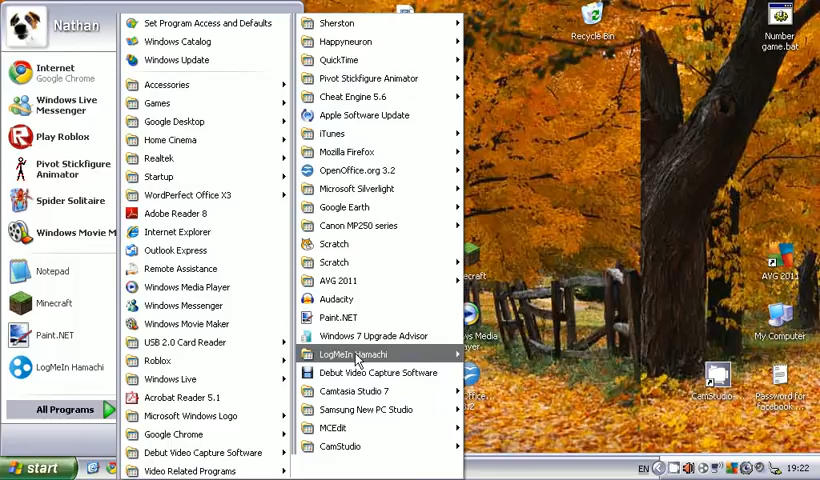 Nathan
Internet
Google Chrome
Windows Live
Messenger
Play Roblox
Pivot Stickfigure
Animator
Spider Solitaire
Windows Movie M
Notepad
Minecraft
Paint.NET
LogMeIn Hamachi
All Programs
start
Set Program Access and Defaults
Windows Catalog
Windows Update
Accessories
Games
Google Desktop
Home Cinema
Realtek
Startup
WordPerfect Office X3
Adobe Reader 8
Internet Explorer
Outlook Express
Remote Assistance
Windows Media Player
Windows Messenger
Windows Movie Maker
USB 2.0 Card Reader
Roblox
Windows Live
Acrobat Reader 5.1
Microsoft Windows Logo
Google Chrome
Debut Video Capture Software
Video Related Programs
Sherston
Happyneuron
QuickTime
Pivot Stickfigure Animator
Cheat Engine 5.6
Apple Software Update
iTunes
Mozilla Firefox
OpenOffice.org 3.2
Microsoft Silverlight
Google Earth
Canon MP250 series
Scratch
Scratch
AVG 2011
Audacity
Paint.NET
Windows 7 Upgrade Advisor
LogMeIn Hamachi
Debut Video Capture Software
Camtasia Studio 7
Samsung New PC Studio
MCEdit
CamStudio
Recycle Bin
Number
game.bat
AVG 2011
My Computer
CamStudio
Password for
facebook ...
EN
19:22